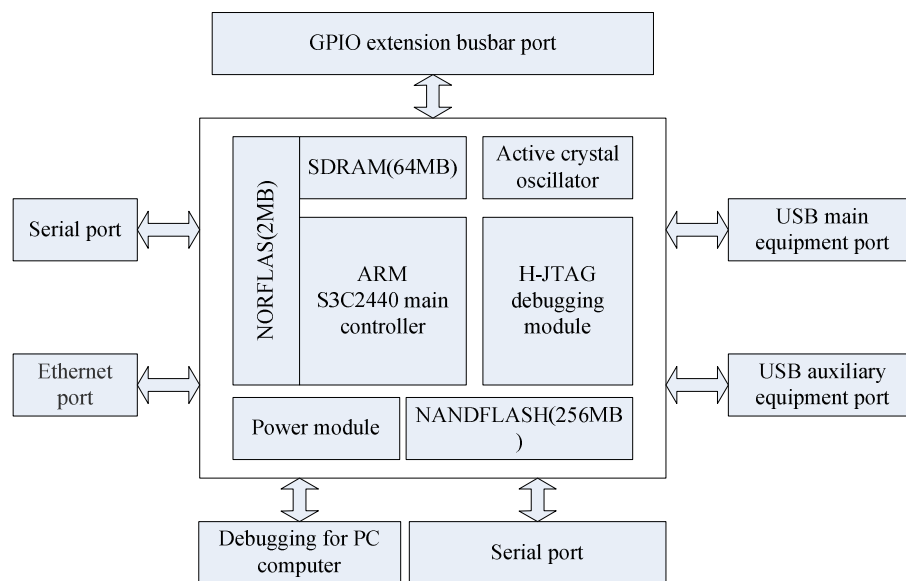 GPIO extension busbar port
SDRAM(64MB)
Active crystal
oscillator
NORFLAS(2MB)
Serial port
USB main
equipment port
ARM
S3C2440 main
controller
H-JTAG
debugging
module
Ethernet
port
USB auxiliary
equipment port
Power module
NANDFLASH(256MB
)
Debugging for PC
computer
Serial port